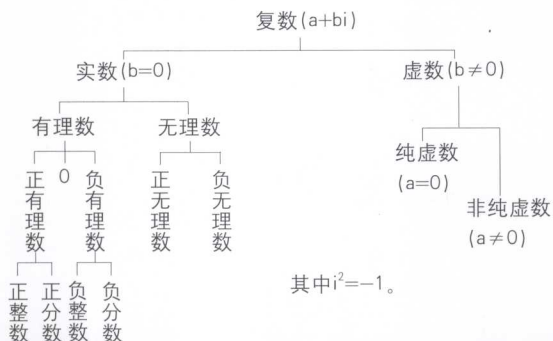 复数(a+bi)
实数(b=0)
虚数(b≠0)
有理数
无理数
纯虚数
(a=0)
非纯虚数
(a≠0)
正有理数
0
负有理数
正无理数
负无理数
正整数
正分数
负整数
负分数
其中i²=-1。